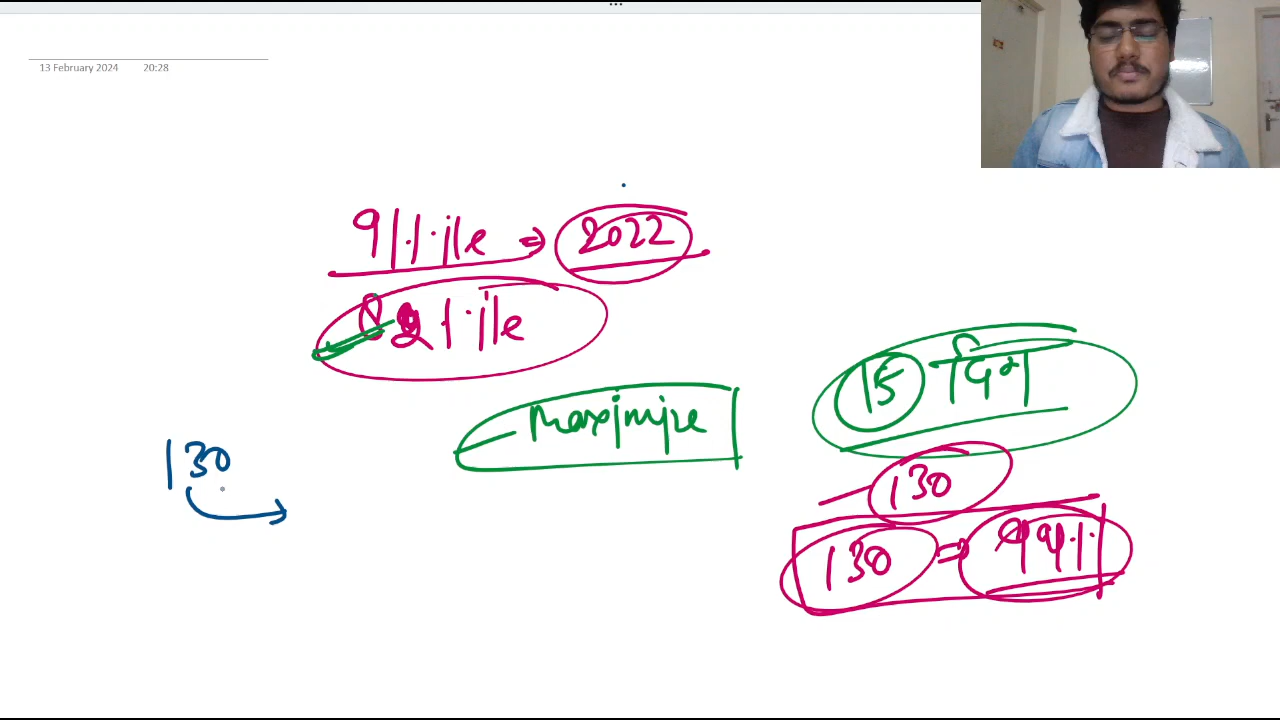 13 February 2024 20:28
91%ile ⇒ 2022
%ile
15 दिन
maximize
130
130
130 ⇒ 99%